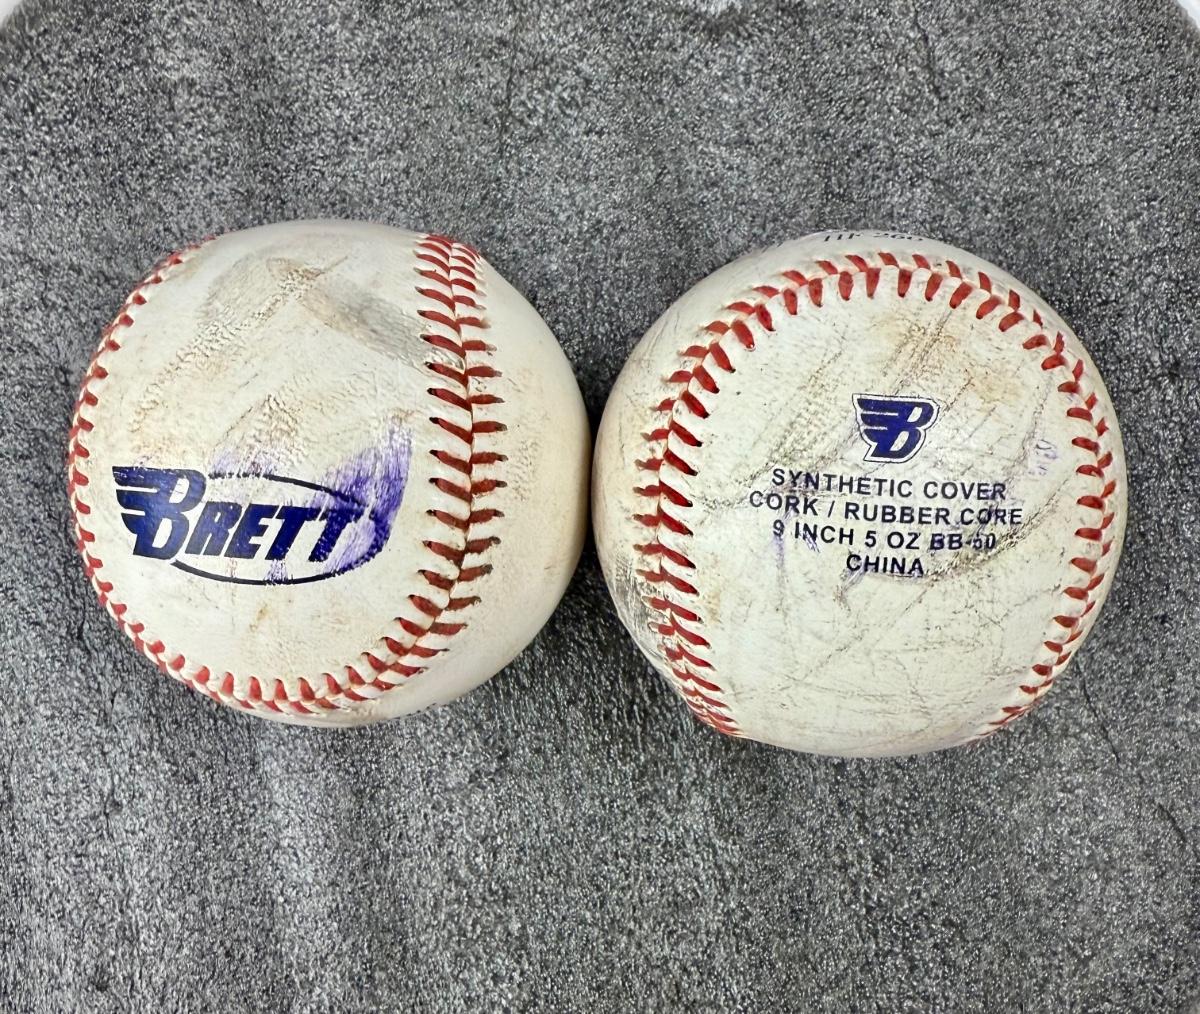 BRETT
B
SYNTHETIC COVER
CORK / RUBBER CORE
9 INCH 5 OZ BB-50
CHINA